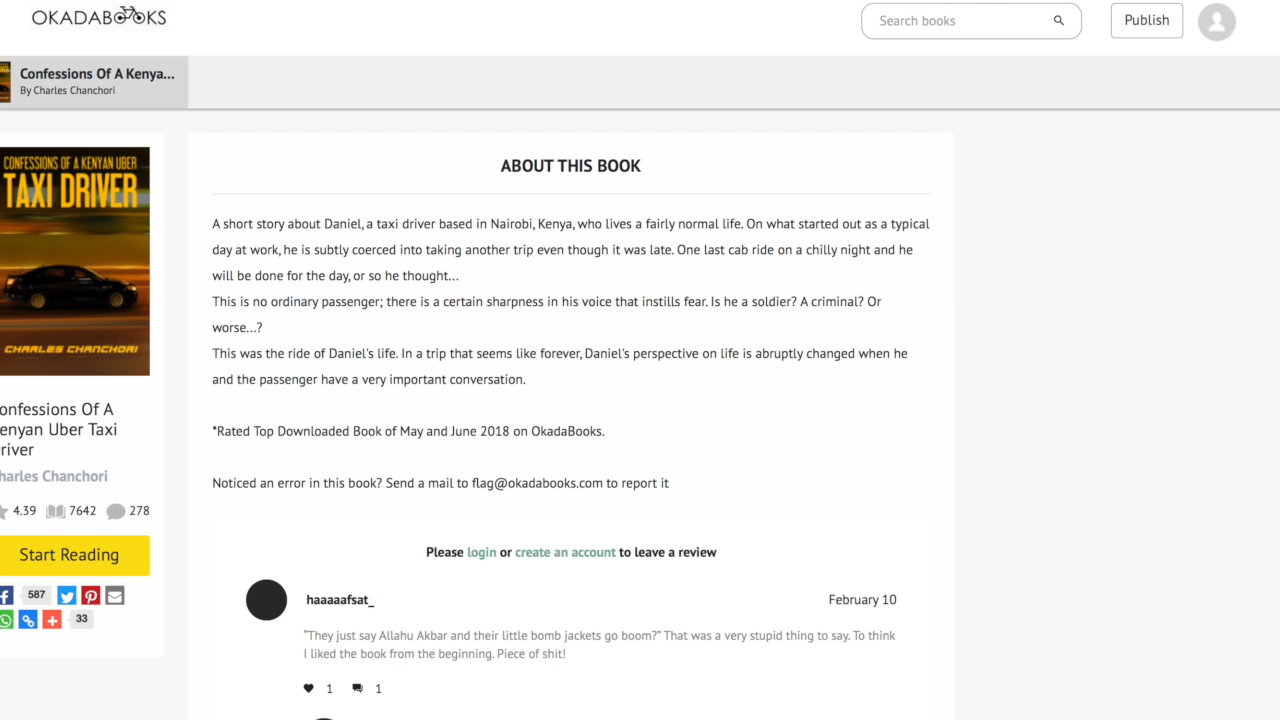 OKADABOOKS
Search books
Publish
Confessions Of A Kenya...
By Charles Chanchori
CONFESSIONS OF A KENYAN UBER
TAXI DRIVER
CHARLES CHANCHORI
onfessions Of A
enyan Uber Taxi
river
harles Chanchori
4.39 7642 278
Start Reading
587
33
ABOUT THIS BOOK
A short story about Daniel, a taxi driver based in Nairobi, Kenya, who lives a fairly normal life. On what started out as a typical
day at work, he is subtly coerced into taking another trip even though it was late. One last cab ride on a chilly night and he
will be done for the day, or so he thought...
This is no ordinary passenger; there is a certain sharpness in his voice that instills fear. Is he a soldier? A criminal? Or
worse...?
This was the ride of Daniel's life. In a trip that seems like forever, Daniel's perspective on life is abruptly changed when he
and the passenger have a very important conversation.
*Rated Top Downloaded Book of May and June 2018 on OkadaBooks.
Noticed an error in this book? Send a mail to flag@okadabooks.com to report it
Please login or create an account to leave a review
haaaaafsat_
February 10
“They just say Allahu Akbar and their little bomb jackets go boom?” That was a very stupid thing to say. To think
I liked the book from the beginning. Piece of shit!
1 1